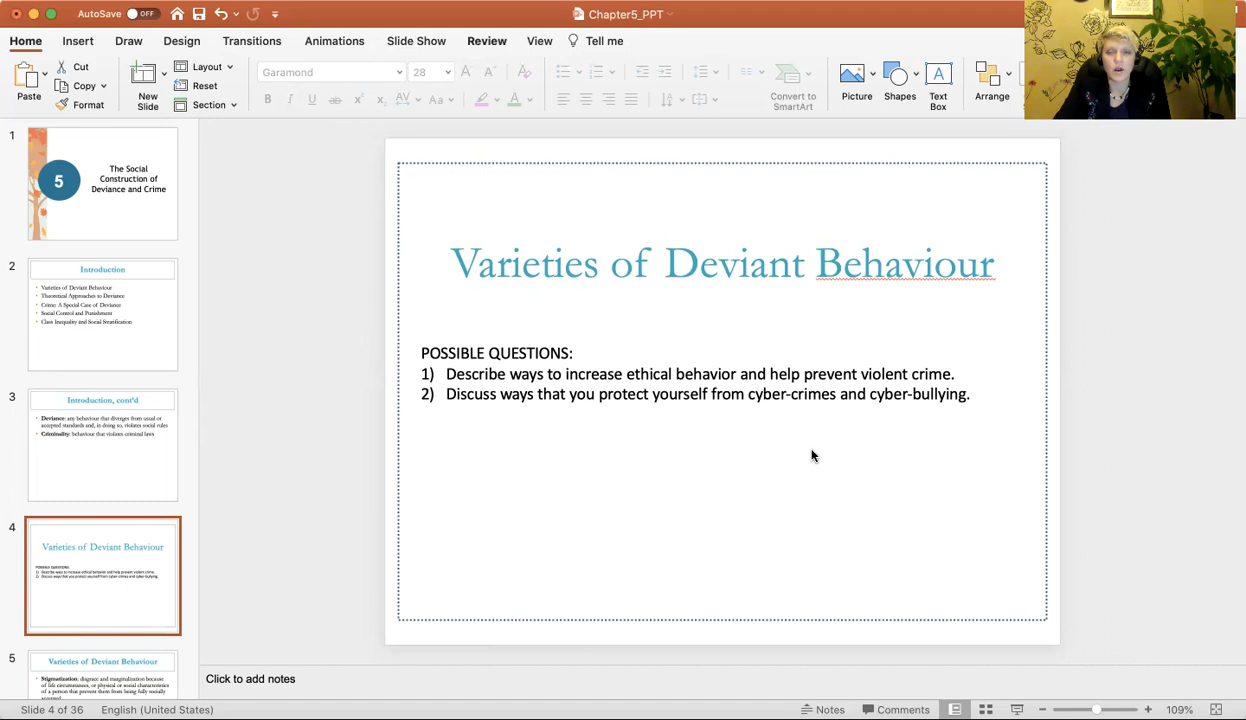 AutoSave OFF
Chapter5_PPT
Home Insert Draw Design Transitions Animations Slide Show Review View Tell me
Paste
Cut
Copy
Format
New
Slide
Layout
Reset
Section
Garamond 28
B I U ab x² x₂ AV Aa A
Convert to
SmartArt
Picture
Shapes
Text
Box
Arrange
1
5
The Social
Construction of
Deviance and Crime
2
Introduction
• Varieties of Deviant Behaviour
• Theoretical Approaches to Deviance
• Crime: A Special Case of Deviance
• Social Control and Punishment
• Class Inequality and Social Stratification
3
Introduction, cont'd
• Deviance: any behaviour that diverges from usual or
accepted standards and, in doing so, violates social rules
• Criminality: behaviour that violates criminal laws
4
Varieties of Deviant Behaviour
POSSIBLE QUESTIONS:
1) Describe ways to increase ethical behavior and help prevent violent crime.
2) Discuss ways that you protect yourself from cyber-crimes and cyber-bullying.
5
Varieties of Deviant Behaviour
• Stigmatization: disgrace and marginalization because
of life circumstances, or physical or social characteristics
of a person that prevent them from being fully socially
accepted
Varieties of Deviant Behaviour
POSSIBLE QUESTIONS:
1) Describe ways to increase ethical behavior and help prevent violent crime.
2) Discuss ways that you protect yourself from cyber-crimes and cyber-bullying.
Click to add notes
Slide 4 of 36 English (United States) Notes Comments 109%